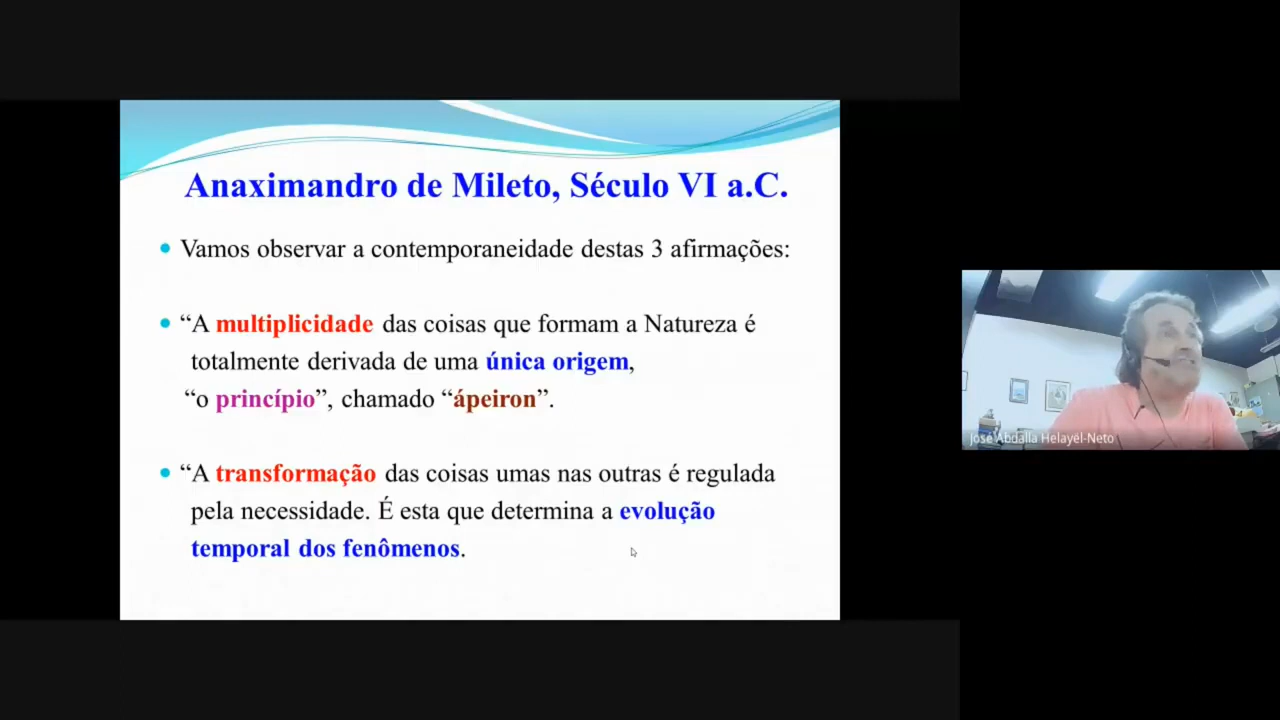 Anaximandro de Mileto, Século VI a.C.
• Vamos observar a contemporaneidade destas 3 afirmações:
• “A multiplicidade das coisas que formam a Natureza é
totalmente derivada de uma única origem,
“o princípio”, chamado “ápeiron”.
• “A transformação das coisas umas nas outras é regulada
pela necessidade. É esta que determina a evolução
temporal dos fenômenos.
José Abdalla Helayël-Neto